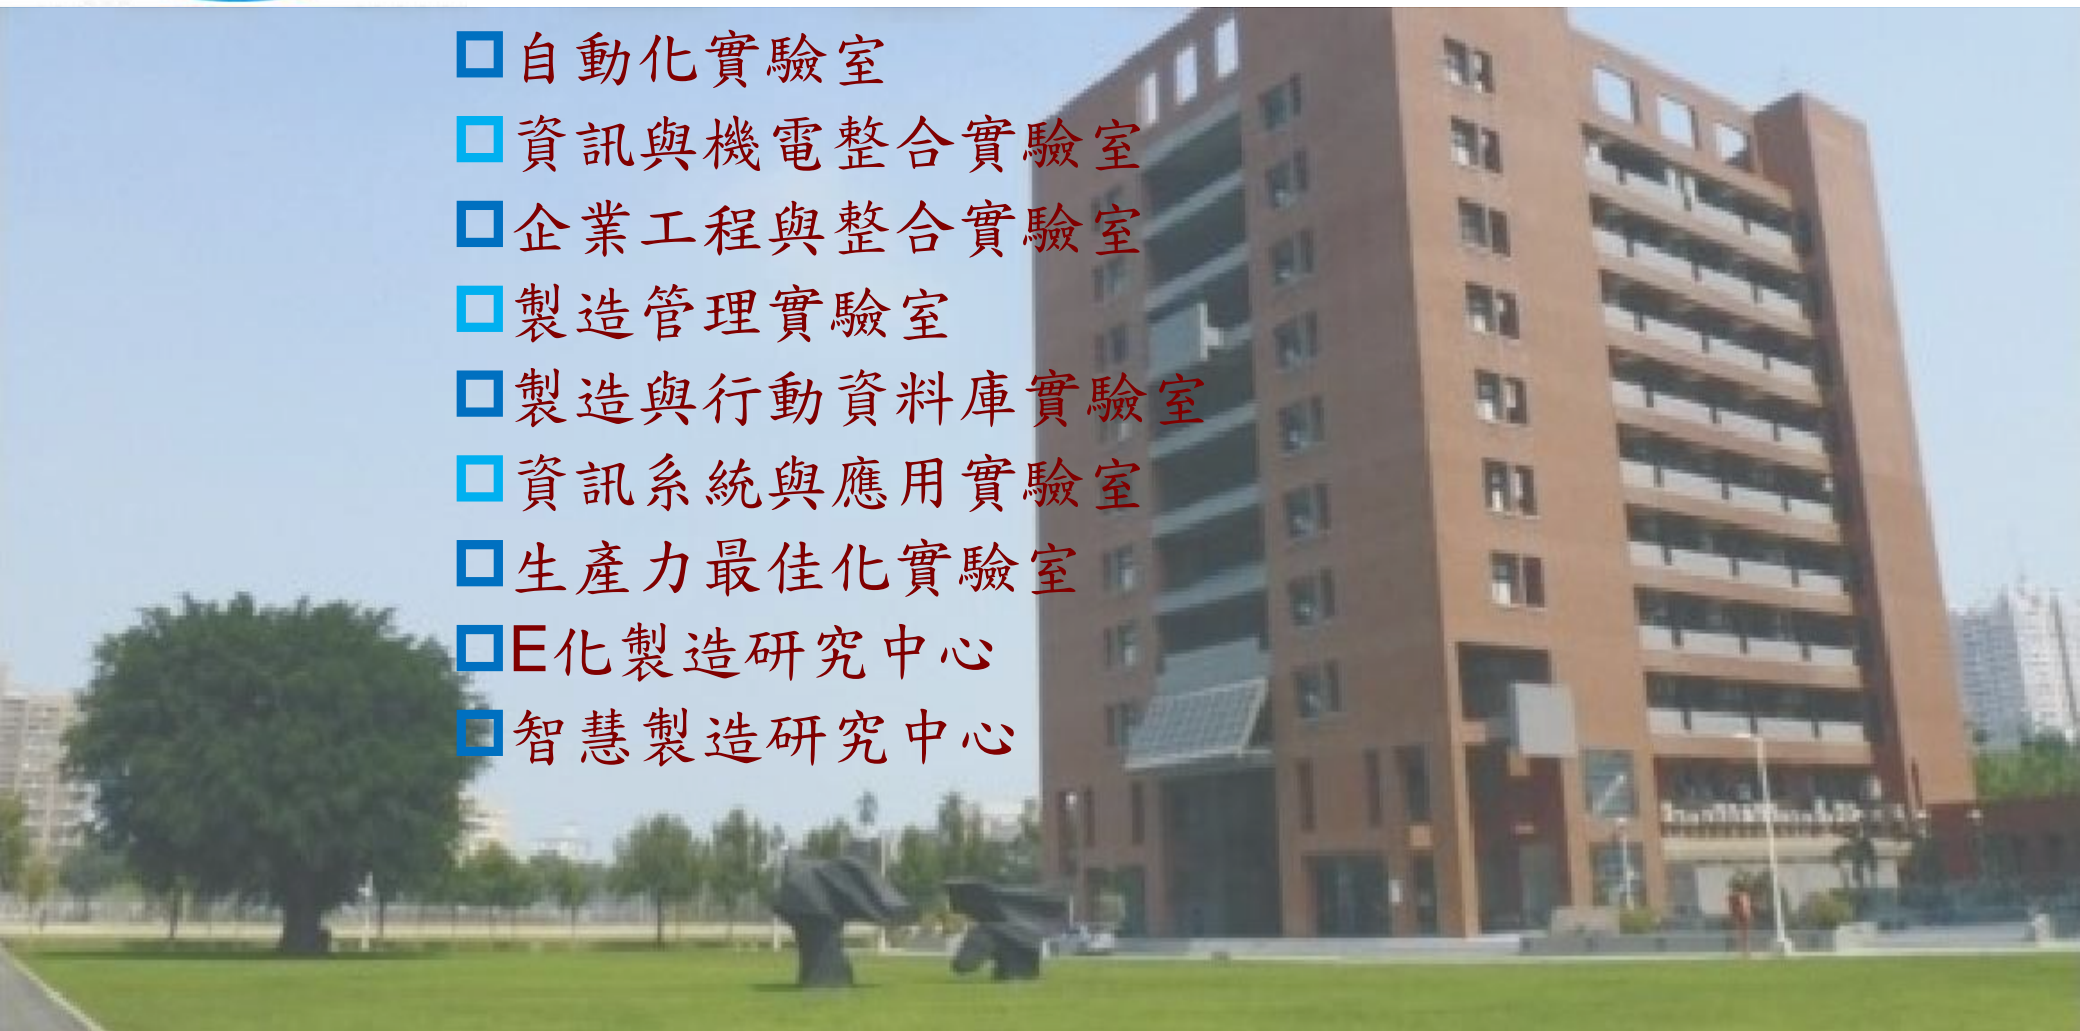 自動化實驗室
資訊與機電整合實驗室
企業工程與整合實驗室
製造管理實驗室
製造與行動資料庫實驗室
資訊系統與應用實驗室
生產力最佳化實驗室
E化製造研究中心
智慧製造研究中心